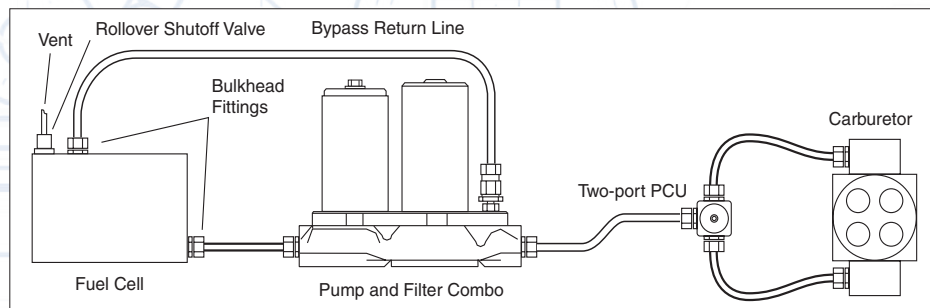 Rollover Shutoff Valve
Bypass Return Line
Vent
Bulkhead
Fittings
Carburetor
Two-port PCU
Fuel Cell
Pump and Filter Combo